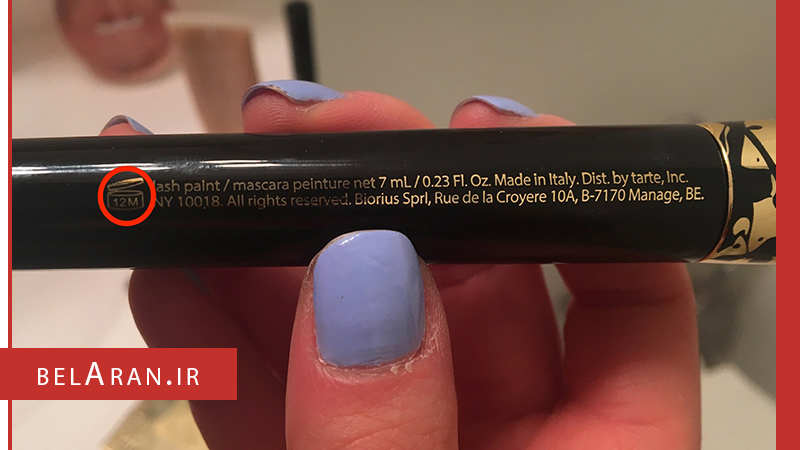 lash paint / mascara peinture net 7 mL / 0.23 Fl. Oz. Made in Italy. Dist. by tarte, Inc.
12M
NY 10018. All rights reserved. Biorius Sprl, Rue de la Croyere 10A, B-7170 Manage, BE.
BELARAN.IR